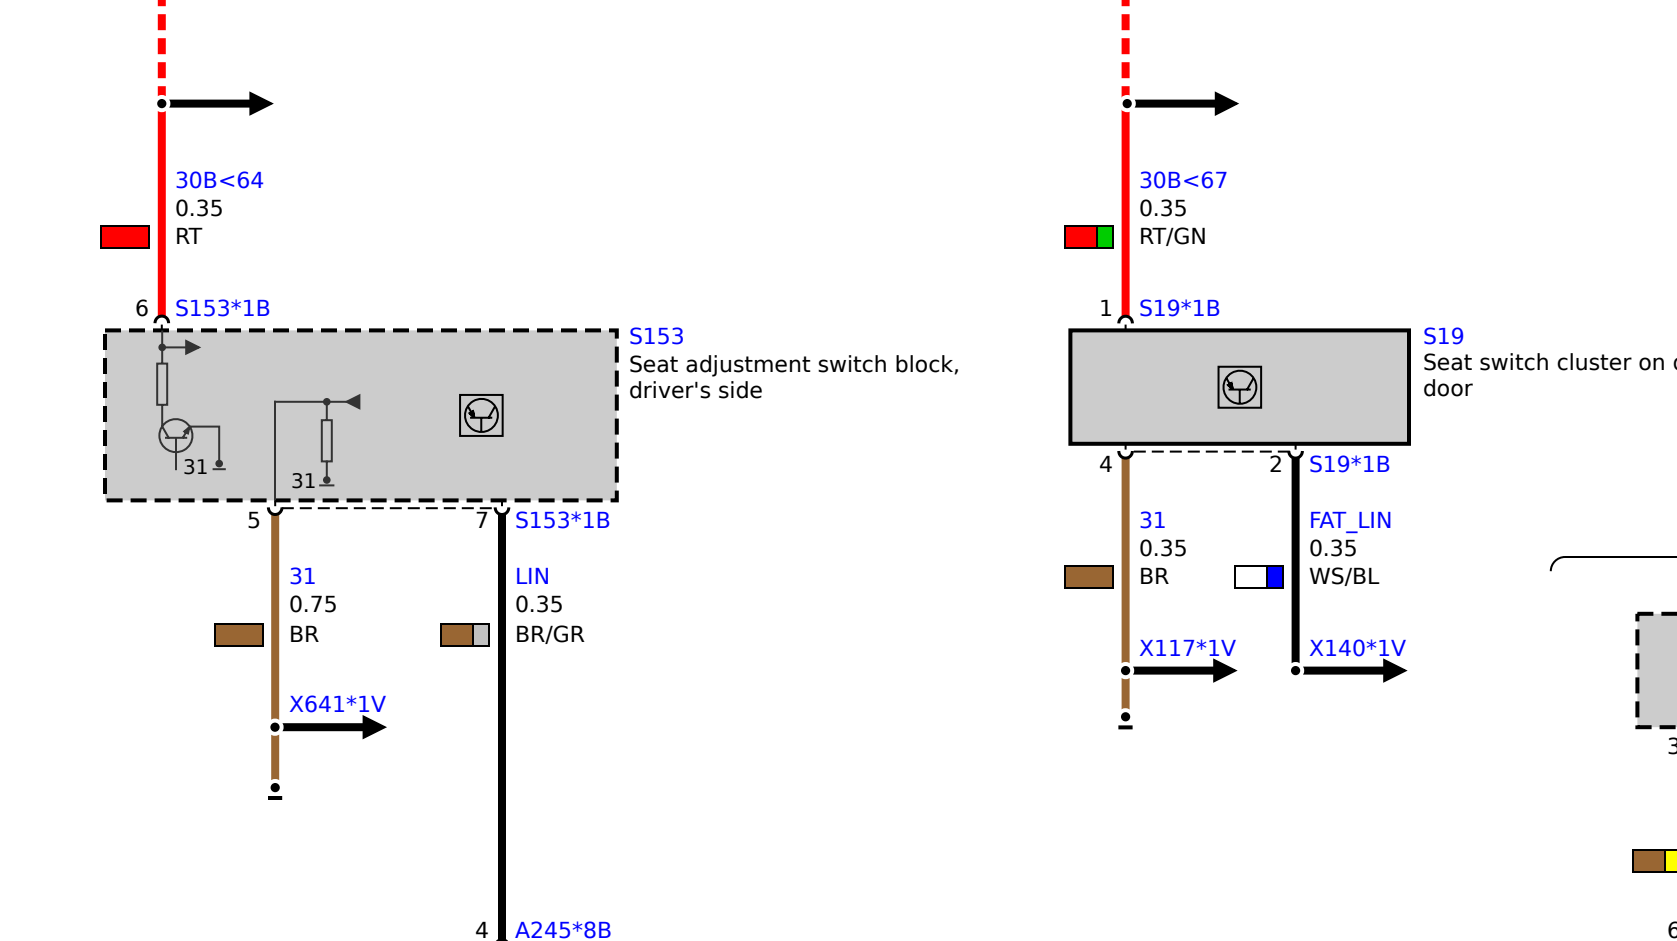 30B<64
0.35
RT
6 S153*1B
S153
Seat adjustment switch block,
driver's side
31
31
5
7 S153*1B
31
0.75
BR
LIN
0.35
BR/GR
X641*1V
4 A245*8B
30B<67
0.35
RT/GN
1 S19*1B
S19
Seat switch cluster on
door
4
2 S19*1B
31
0.35
BR
FAT_LIN
0.35
WS/BL
X117*1V
X140*1V
3
6